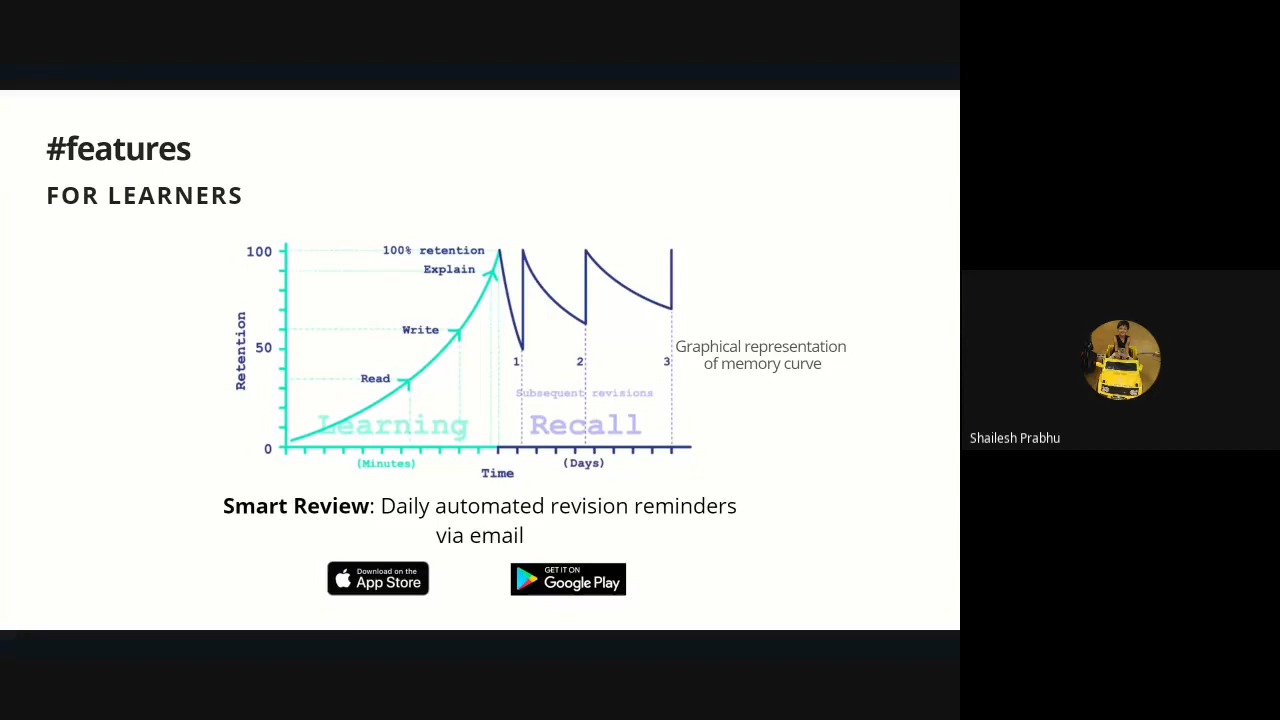 #features
FOR LEARNERS
100
100% retention
Explain
Write
50
Retention
Read
1
2
3
Graphical representation
of memory curve
Subsequent revisions
Learning
Recall
0
(Minutes)
(Days)
Time
Smart Review: Daily automated revision reminders
via email
Download on the
App Store
GET IT ON
Google Play
Shailesh Prabhu